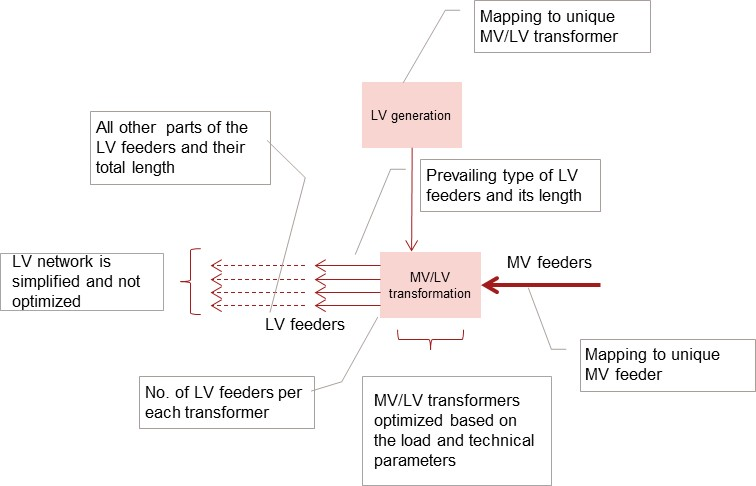 Mapping to unique
MV/LV transformer
LV generation
All other parts of the
LV feeders and their
total length
Prevailing type of LV
feeders and its length
LV network is
simplified and not
optimized
MV/LV
transformation
MV feeders
LV feeders
Mapping to unique
MV feeder
No. of LV feeders per
each transformer
MV/LV transformers
optimized based on
the load and technical
parameters